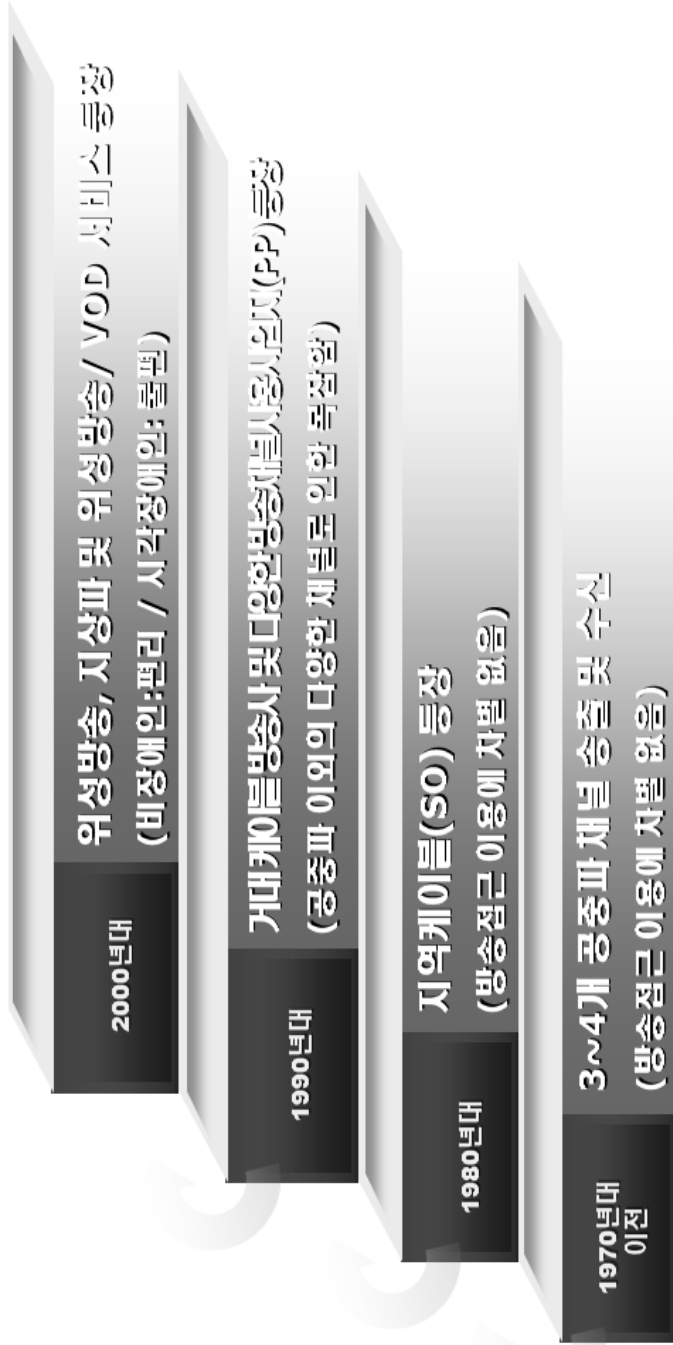 2000년대
위성방송, 지상파 및 위성방송/ VOD 서비스 등장
(비장애인:편리 / 시각장애인: 불편)
1990년대
거대케이블방송사 및 다양한 방송채널사용사업자(PP)등장
(공중파 이외의 다양한 채널로 인한 복잡함)
1980년대
지역케이블(SO) 등장
(방송접근 이용에 차별 없음)
1970년대
이전
3~4개 공중파 채널 송출 및 수신
(방송접근 이용에 차별 없음)